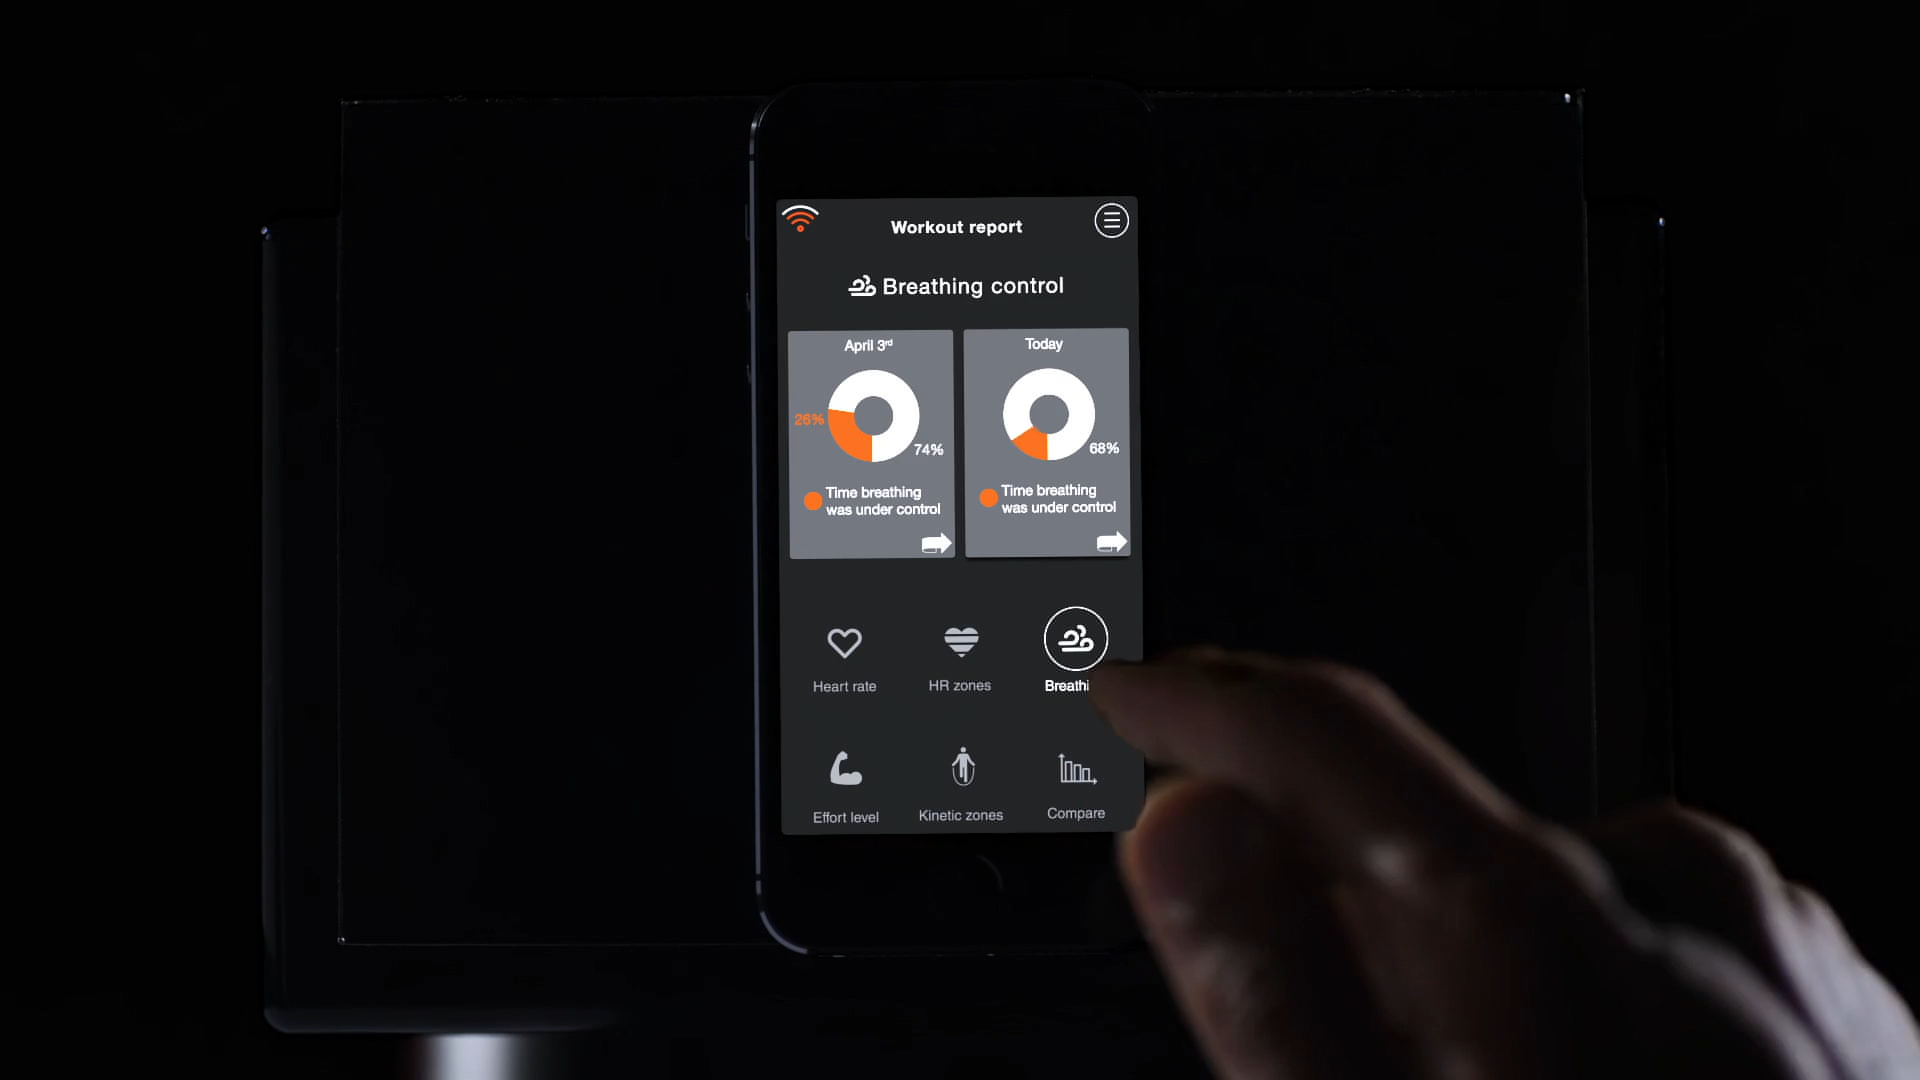 Workout report
Breathing control
April 3rd
26%
74%
Time breathing
was under control
Today
68%
Time breathing
was under control
Heart rate
HR zones
Effort level
Kinetic zones
Compare